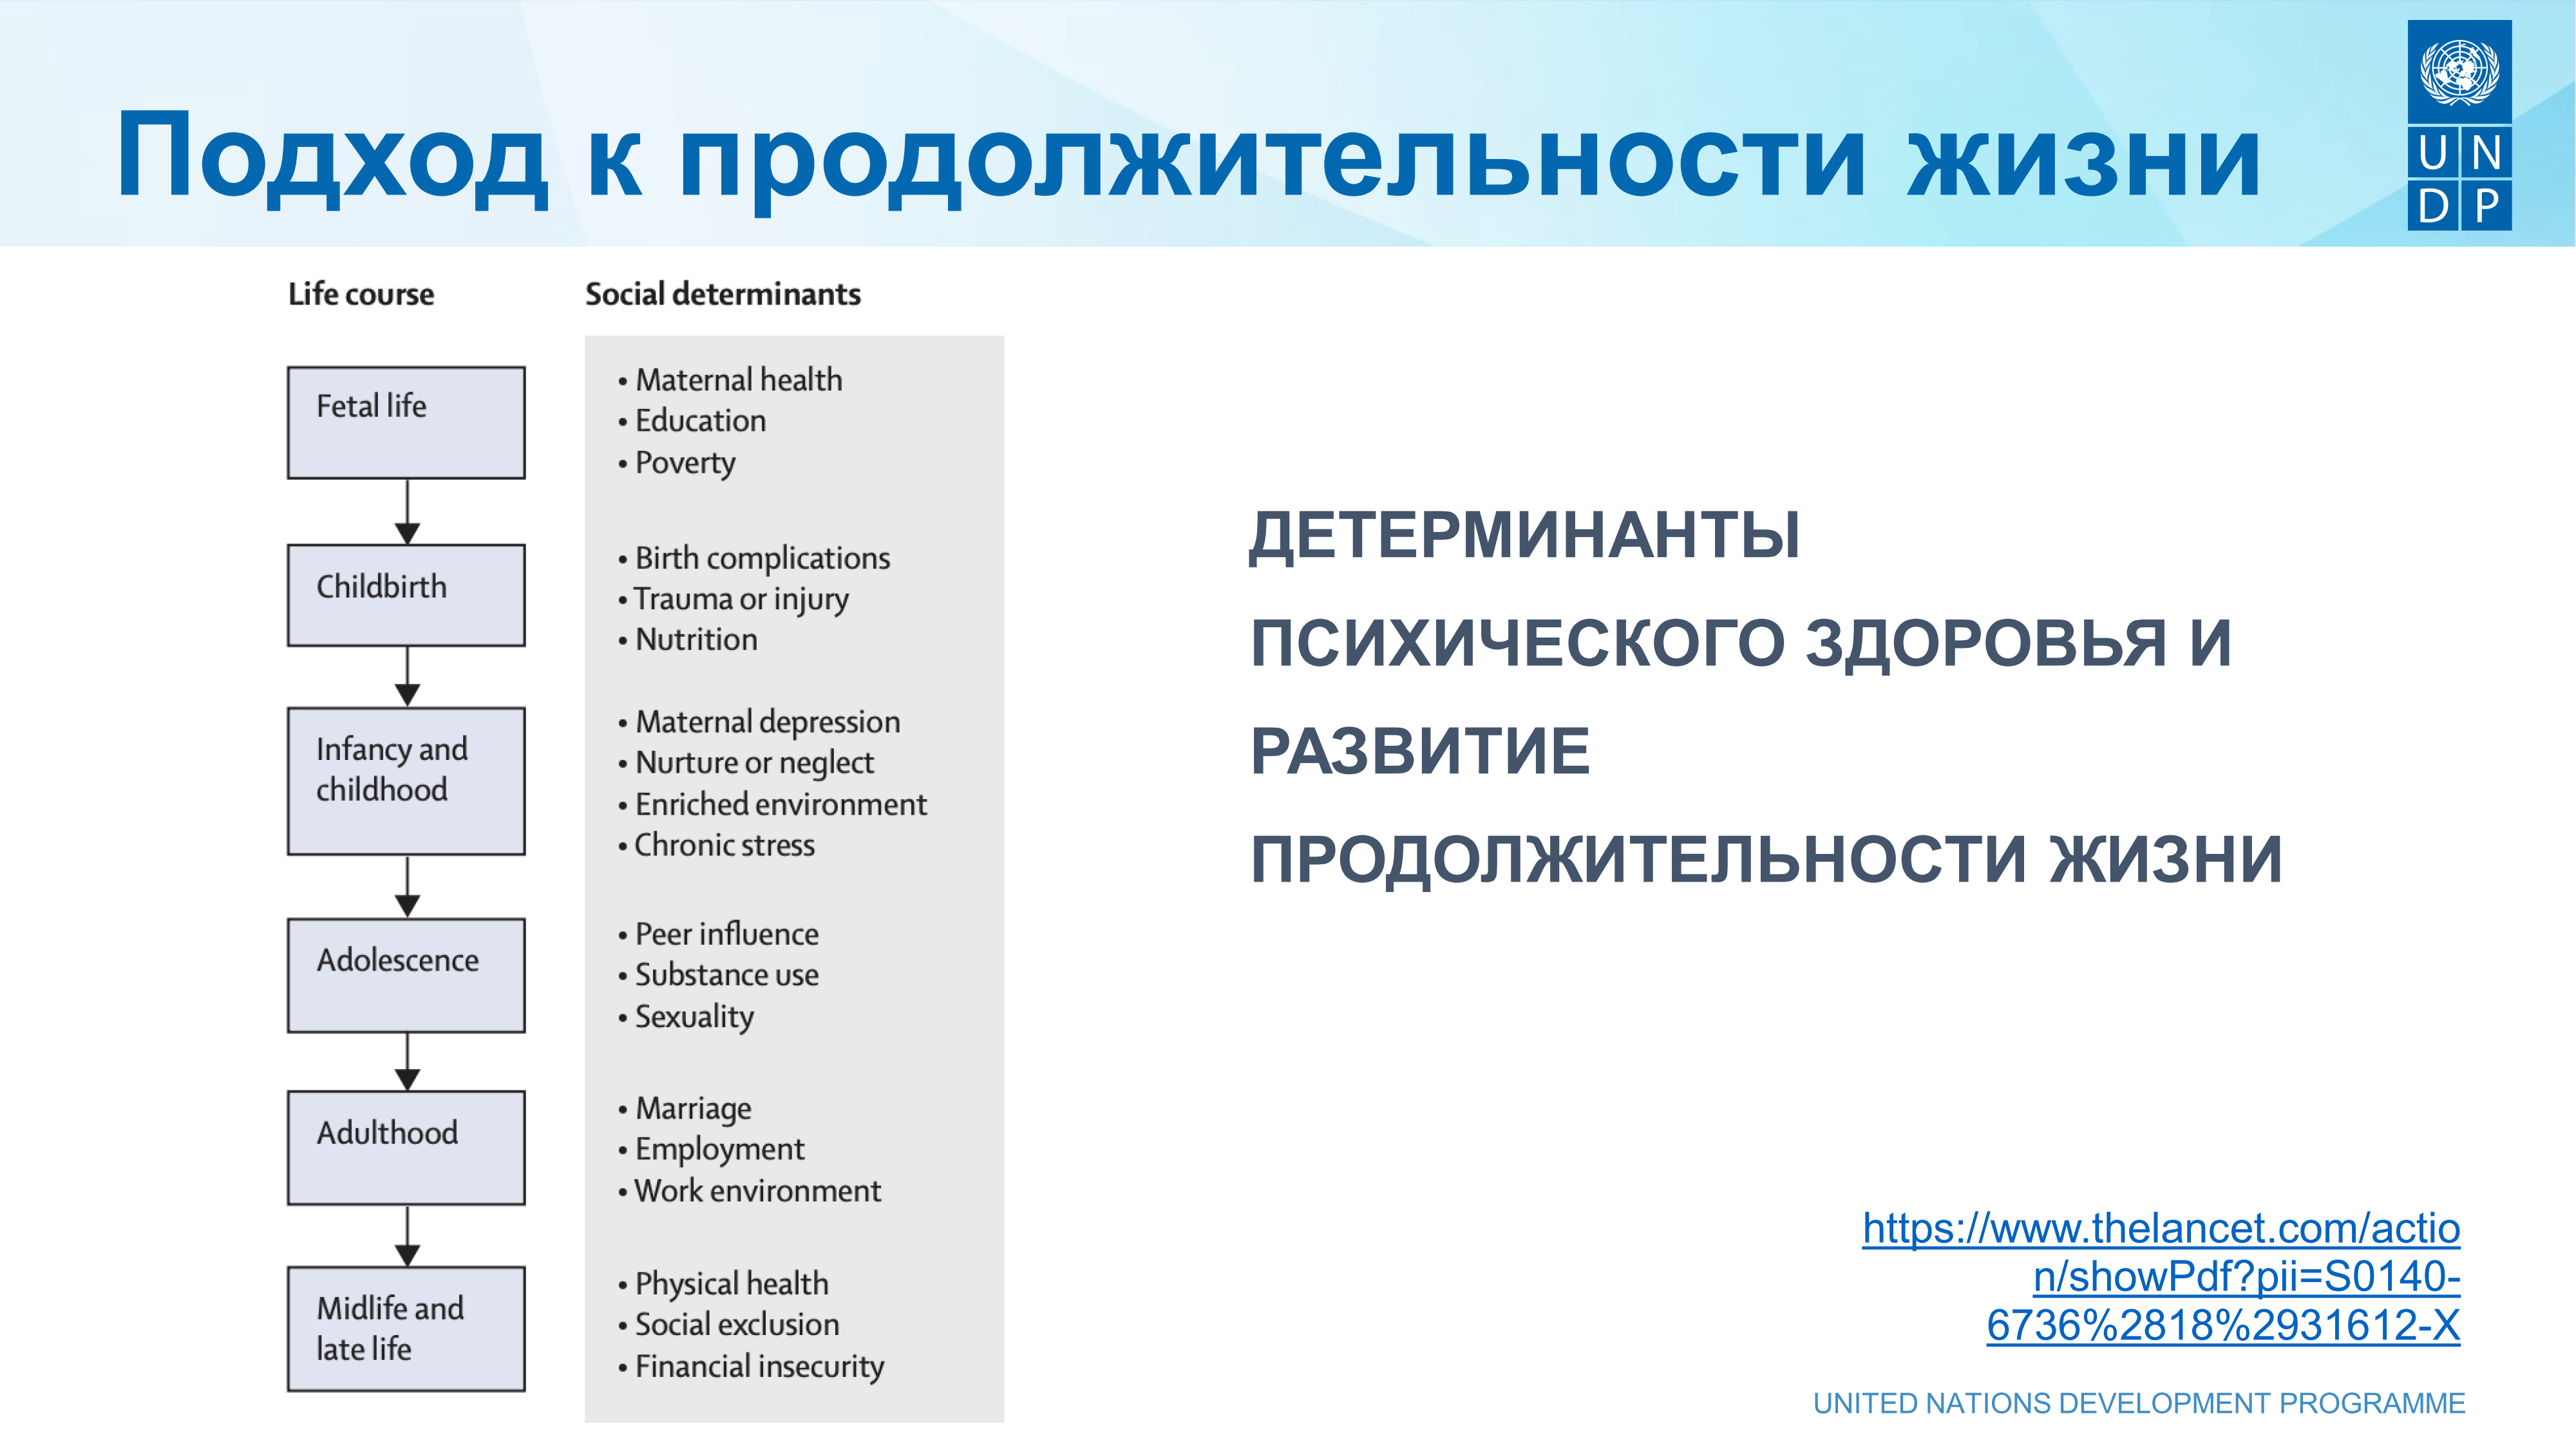 Подход к продолжительности жизни
UN
DP
Life course
Social determinants
Fetal life
• Maternal health
• Education
• Poverty
Childbirth
• Birth complications
• Trauma or injury
• Nutrition
Infancy and
childhood
• Maternal depression
• Nurture or neglect
• Enriched environment
• Chronic stress
Adolescence
• Peer influence
• Substance use
• Sexuality
Adulthood
• Marriage
• Employment
• Work environment
Midlife and
late life
• Physical health
• Social exclusion
• Financial insecurity
ДЕТЕРМИНАНТЫ
ПСИХИЧЕСКОГО ЗДОРОВЬЯ И
РАЗВИТИЕ
ПРОДОЛЖИТЕЛЬНОСТИ ЖИЗНИ
https://www.thelancet.com/actio
n/showPdf?pii=S0140-
6736%2818%2931612-X
UNITED NATIONS DEVELOPMENT PROGRAMME